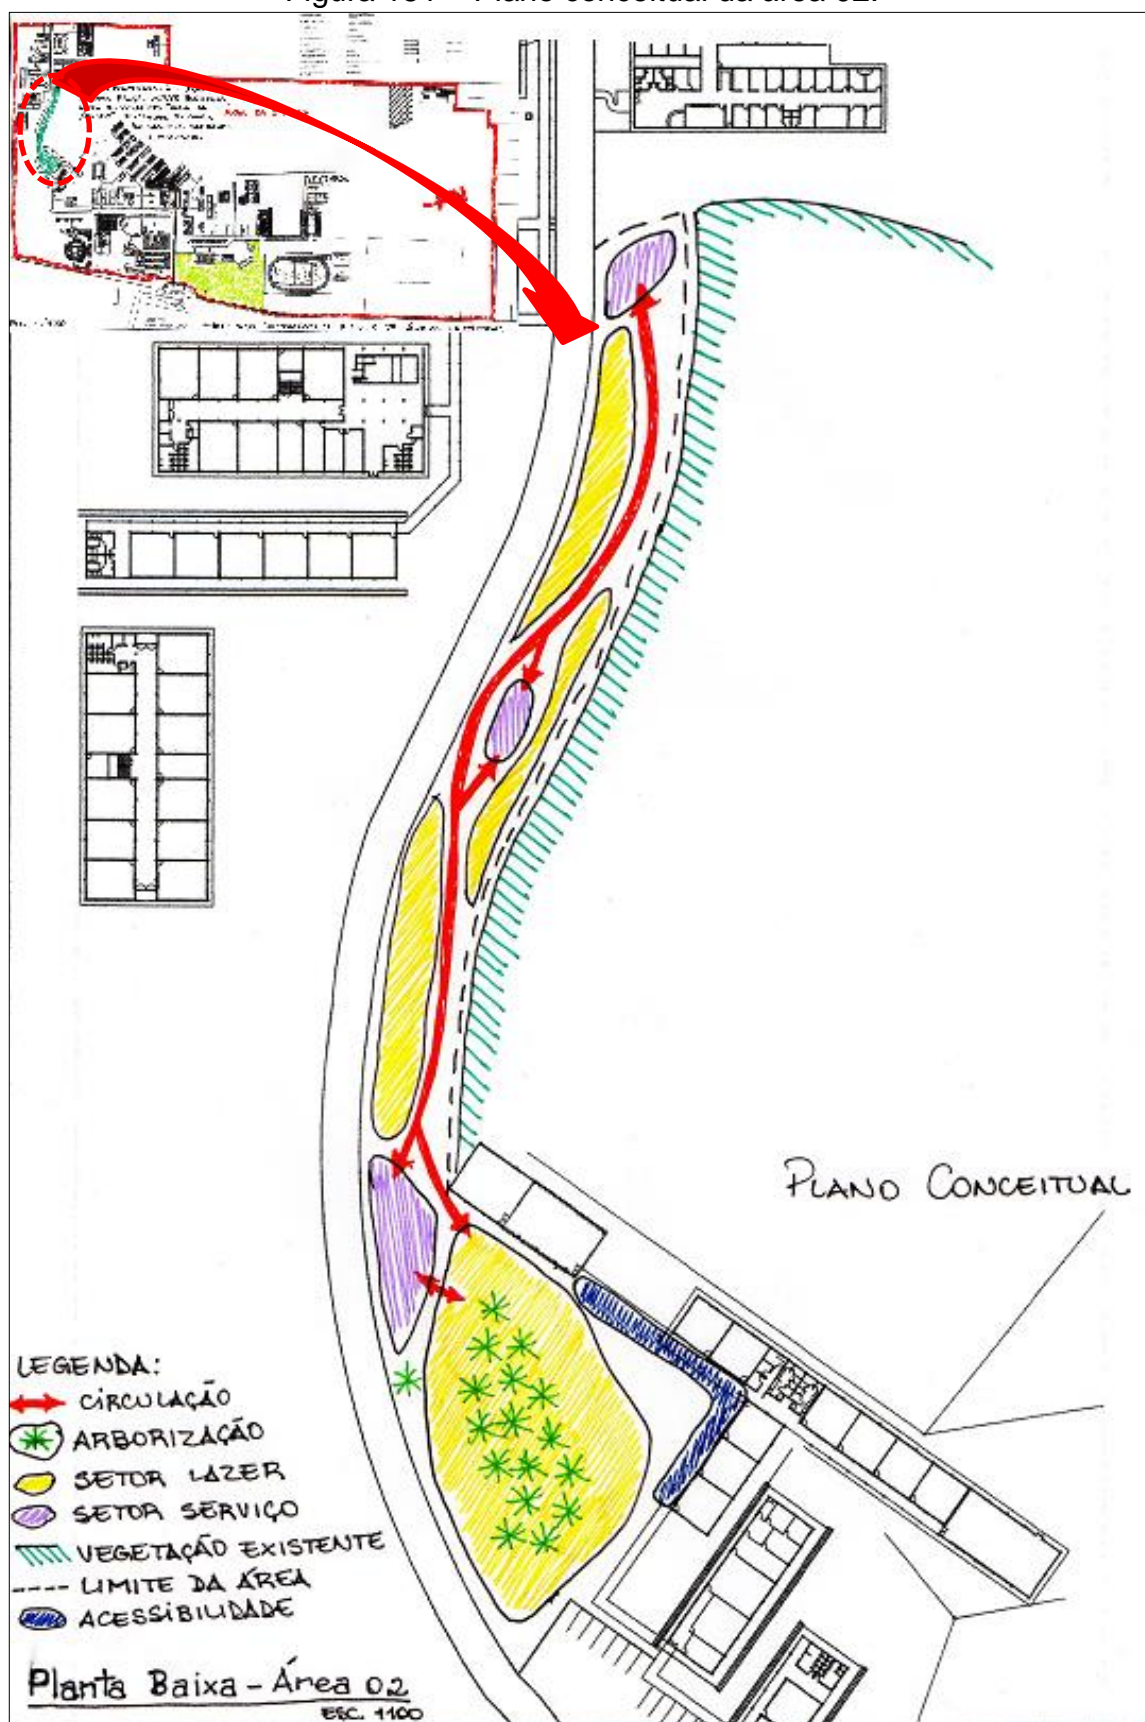 Figura 131 – Plano conceitual da área 02.
PLANO CONCEITUAL
LEGENDA:
CIRCULAÇÃO
ARBORIZAÇÃO
SETOR LAZER
SETOR SERVIÇO
VEGETAÇÃO EXISTENTE
LIMITE DA ÁREA
ACESSIBILIDADE
Planta Baixa - Área 02
ESC. 1100